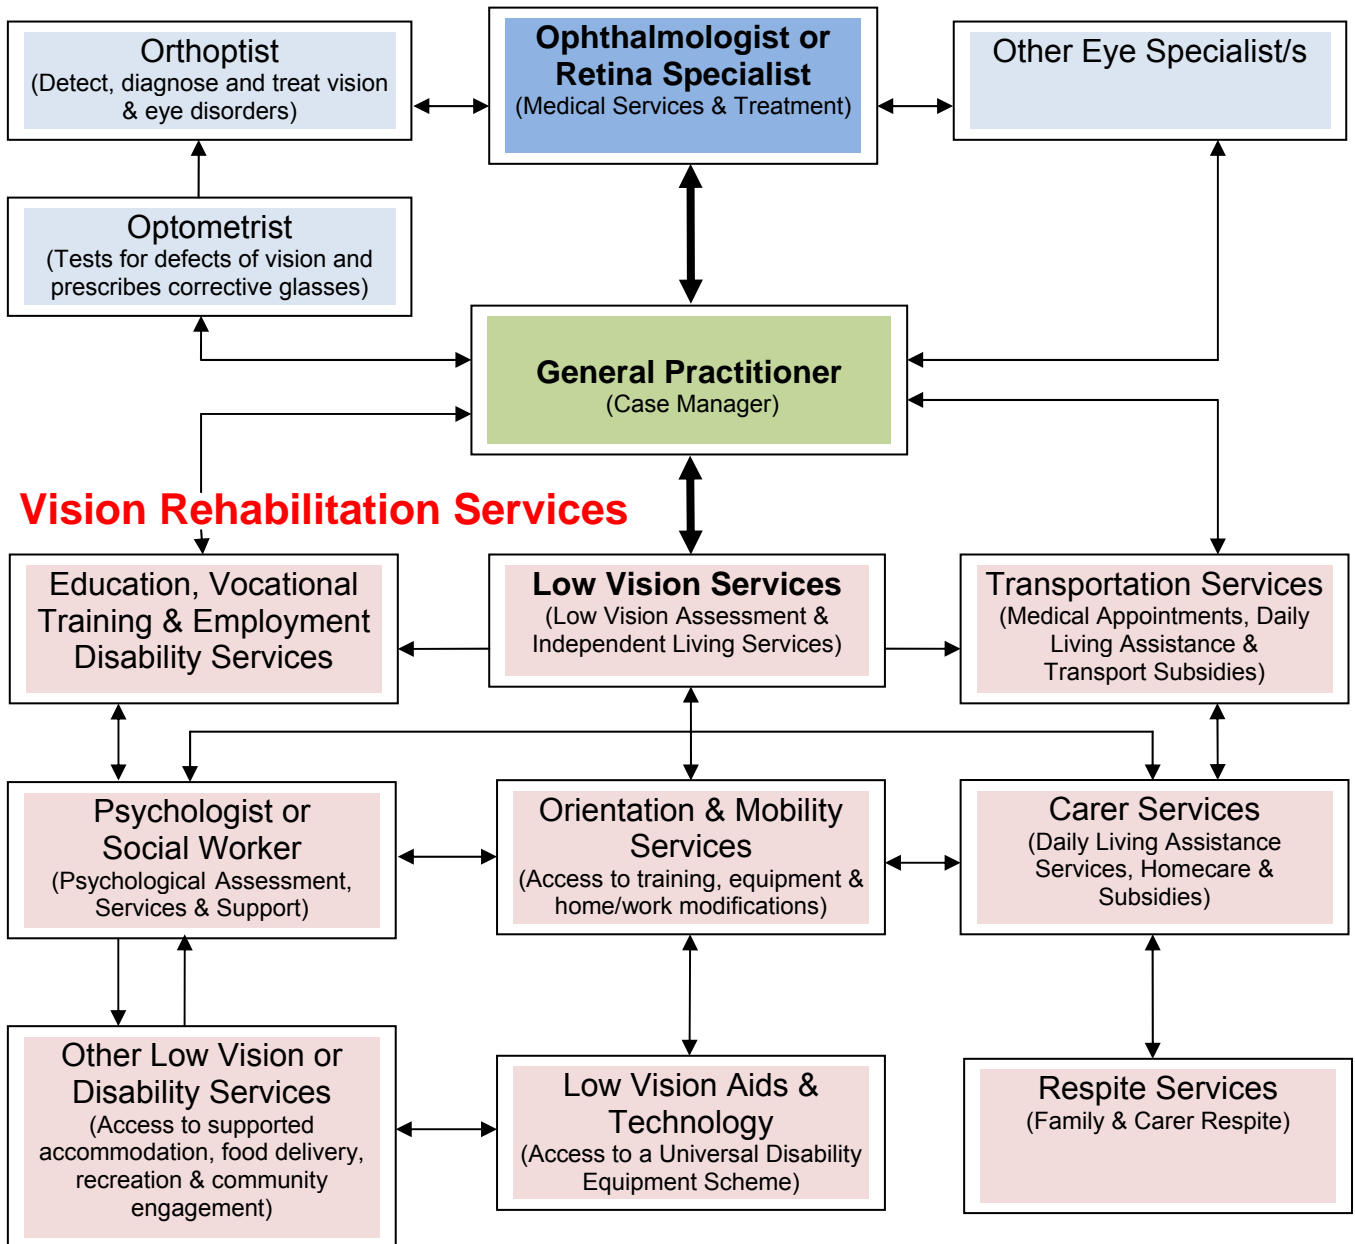 Orthoptist
(Detect, diagnose and treat vision
& eye disorders)
Ophthalmologist or
Retina Specialist
(Medical Services & Treatment)
Other Eye Specialist/s
Optometrist
(Tests for defects of vision and
prescribes corrective glasses)
General Practitioner
(Case Manager)
Vision Rehabilitation Services
Education, Vocational
Training & Employment
Disability Services
Low Vision Services
(Low Vision Assessment &
Independent Living Services)
Transportation Services
(Medical Appointments, Daily
Living Assistance &
Transport Subsidies)
Psychologist or
Social Worker
(Psychological Assessment,
Services & Support)
Orientation & Mobility
Services
(Access to training, equipment &
home/work modifications)
Carer Services
(Daily Living Assistance
Services, Homecare &
Subsidies)
Other Low Vision or
Disability Services
(Access to supported
accommodation, food delivery,
recreation & community
engagement)
Low Vision Aids &
Technology
(Access to a Universal Disability
Equipment Scheme)
Respite Services
(Family & Carer Respite)